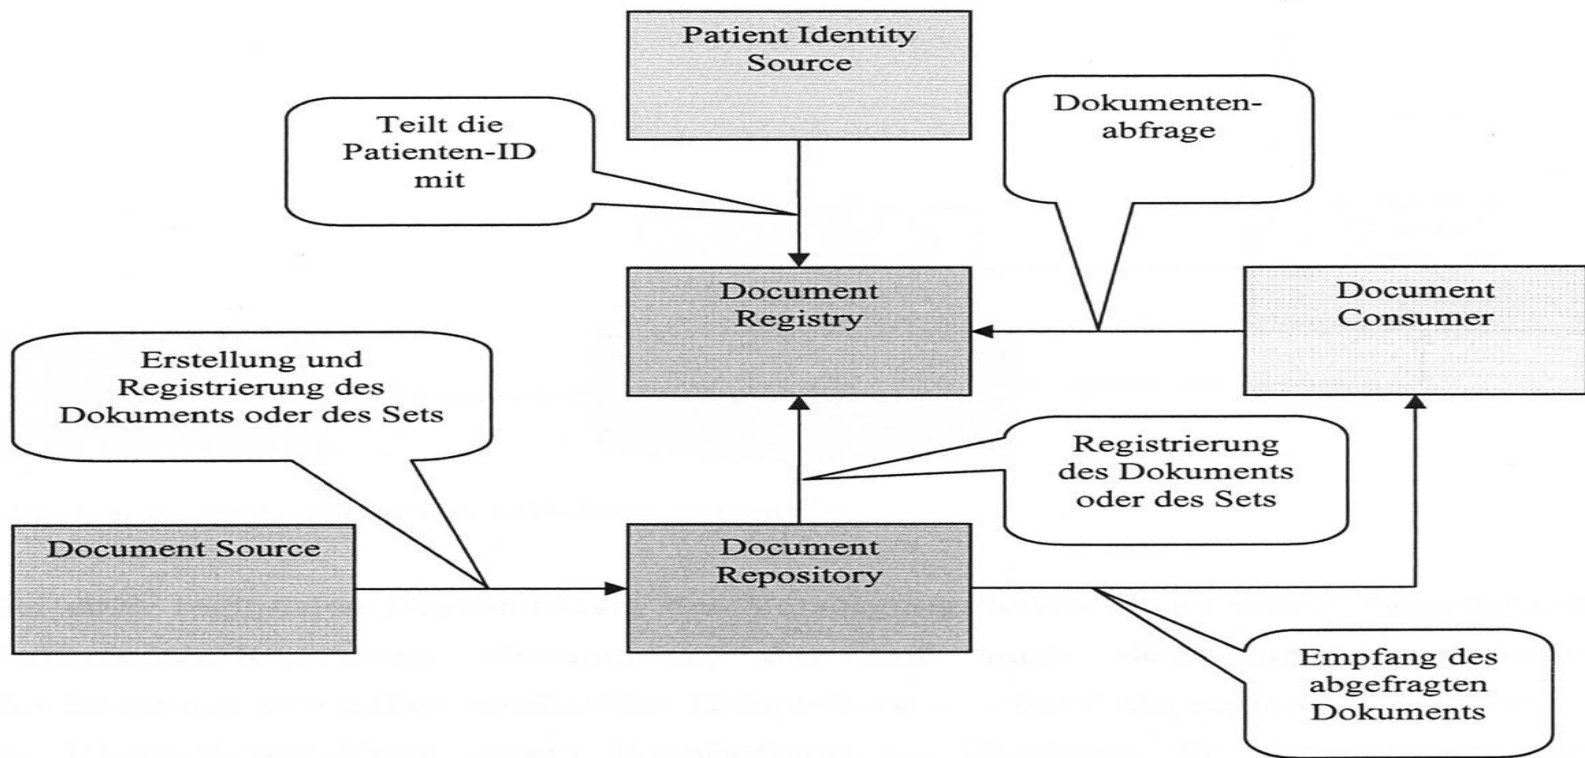 Patient Identity
Source
Teilt die
Patienten-ID
mit
Dokumenten-
abfrage
Document
Registry
Document
Consumer
Erstellung und
Registrierung des
Dokuments oder des Sets
Registrierung
des Dokuments
oder des Sets
Document Source
Document
Repository
Empfang des
abgefragten
Dokuments